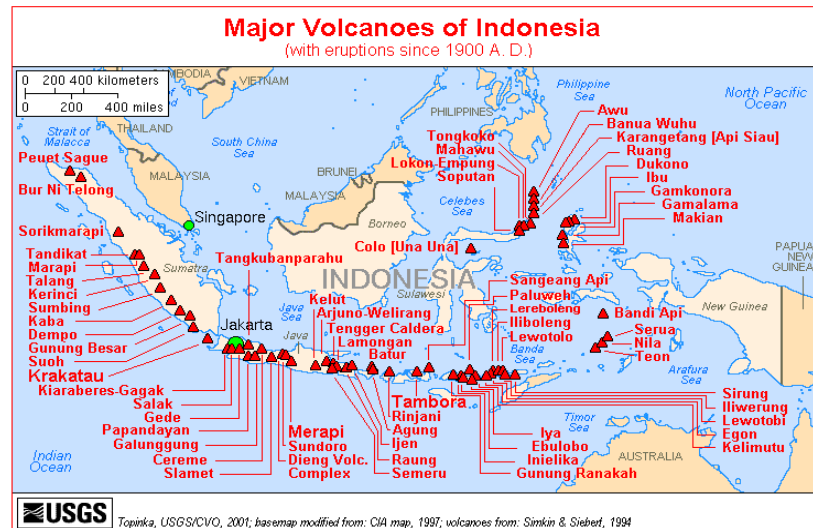 Major Volcanoes of Indonesia
(with eruptions since 1900 A. D.)
0 200 400 kilometers
0 200 400 miles
CAMBODIA
VIETNAM
THAILAND
Strait of
Malacca
South China
Sea
PHILIPPINES
Philippine
Sea
North Pacific
Ocean
Awu
Banua Wuhu
Karangetang [Api Siau]
Ruang
Dukono
Ibu
Gamkonora
Gamalama
Makian
Tongkoko
Mahawu
Lokon Empung
Soputan
Peuet Sague
Bur Ni Telong
MALAYSIA
BRUNEI
MALAYSIA
Celebes
Sea
Singapore
Borneo
Sorikmarapi
Colo [Una Una]
PAPUA
NEW
GUINEA
Tandikat
Marapi
Talang
Kerinci
Sumbing
Kaba
Dempo
Gunung Besar
Suoh
Krakatau
Sumatra
Tangkubanparahu
INDONESIA
Sulawesi
New Guinea
Sangeang Api
Paluweh
Lereboleng
Iliboleng
Lewotolo
Bandi Api
Serua
Nila
Teon
Java
Sea
Jakarta
Java
Kelut
Arjuno-Welirang
Tengger Caldera
Lamongan
Batur
Banda
Sea
Arafura
Sea
Kiaraberes-Gagak
Salak
Gede
Papandayan
Galunggung
Cereme
Slamet
Merapi
Sundoro
Dieng Volc.
Complex
Tambora
Rinjani
Agung
Ijen
Raung
Semeru
Iya
Ebulobo
Inielika
Gunung Ranakah
Sirung
Iliwerung
Lewotobi
Egon
Kelimutu
Timor
Sea
Indian
Ocean
AUSTRALIA
USGS
Topinka, USGS/CVO, 2001; basemap modified from: CIA map, 1997; volcanoes from: Simkin & Siebert, 1994